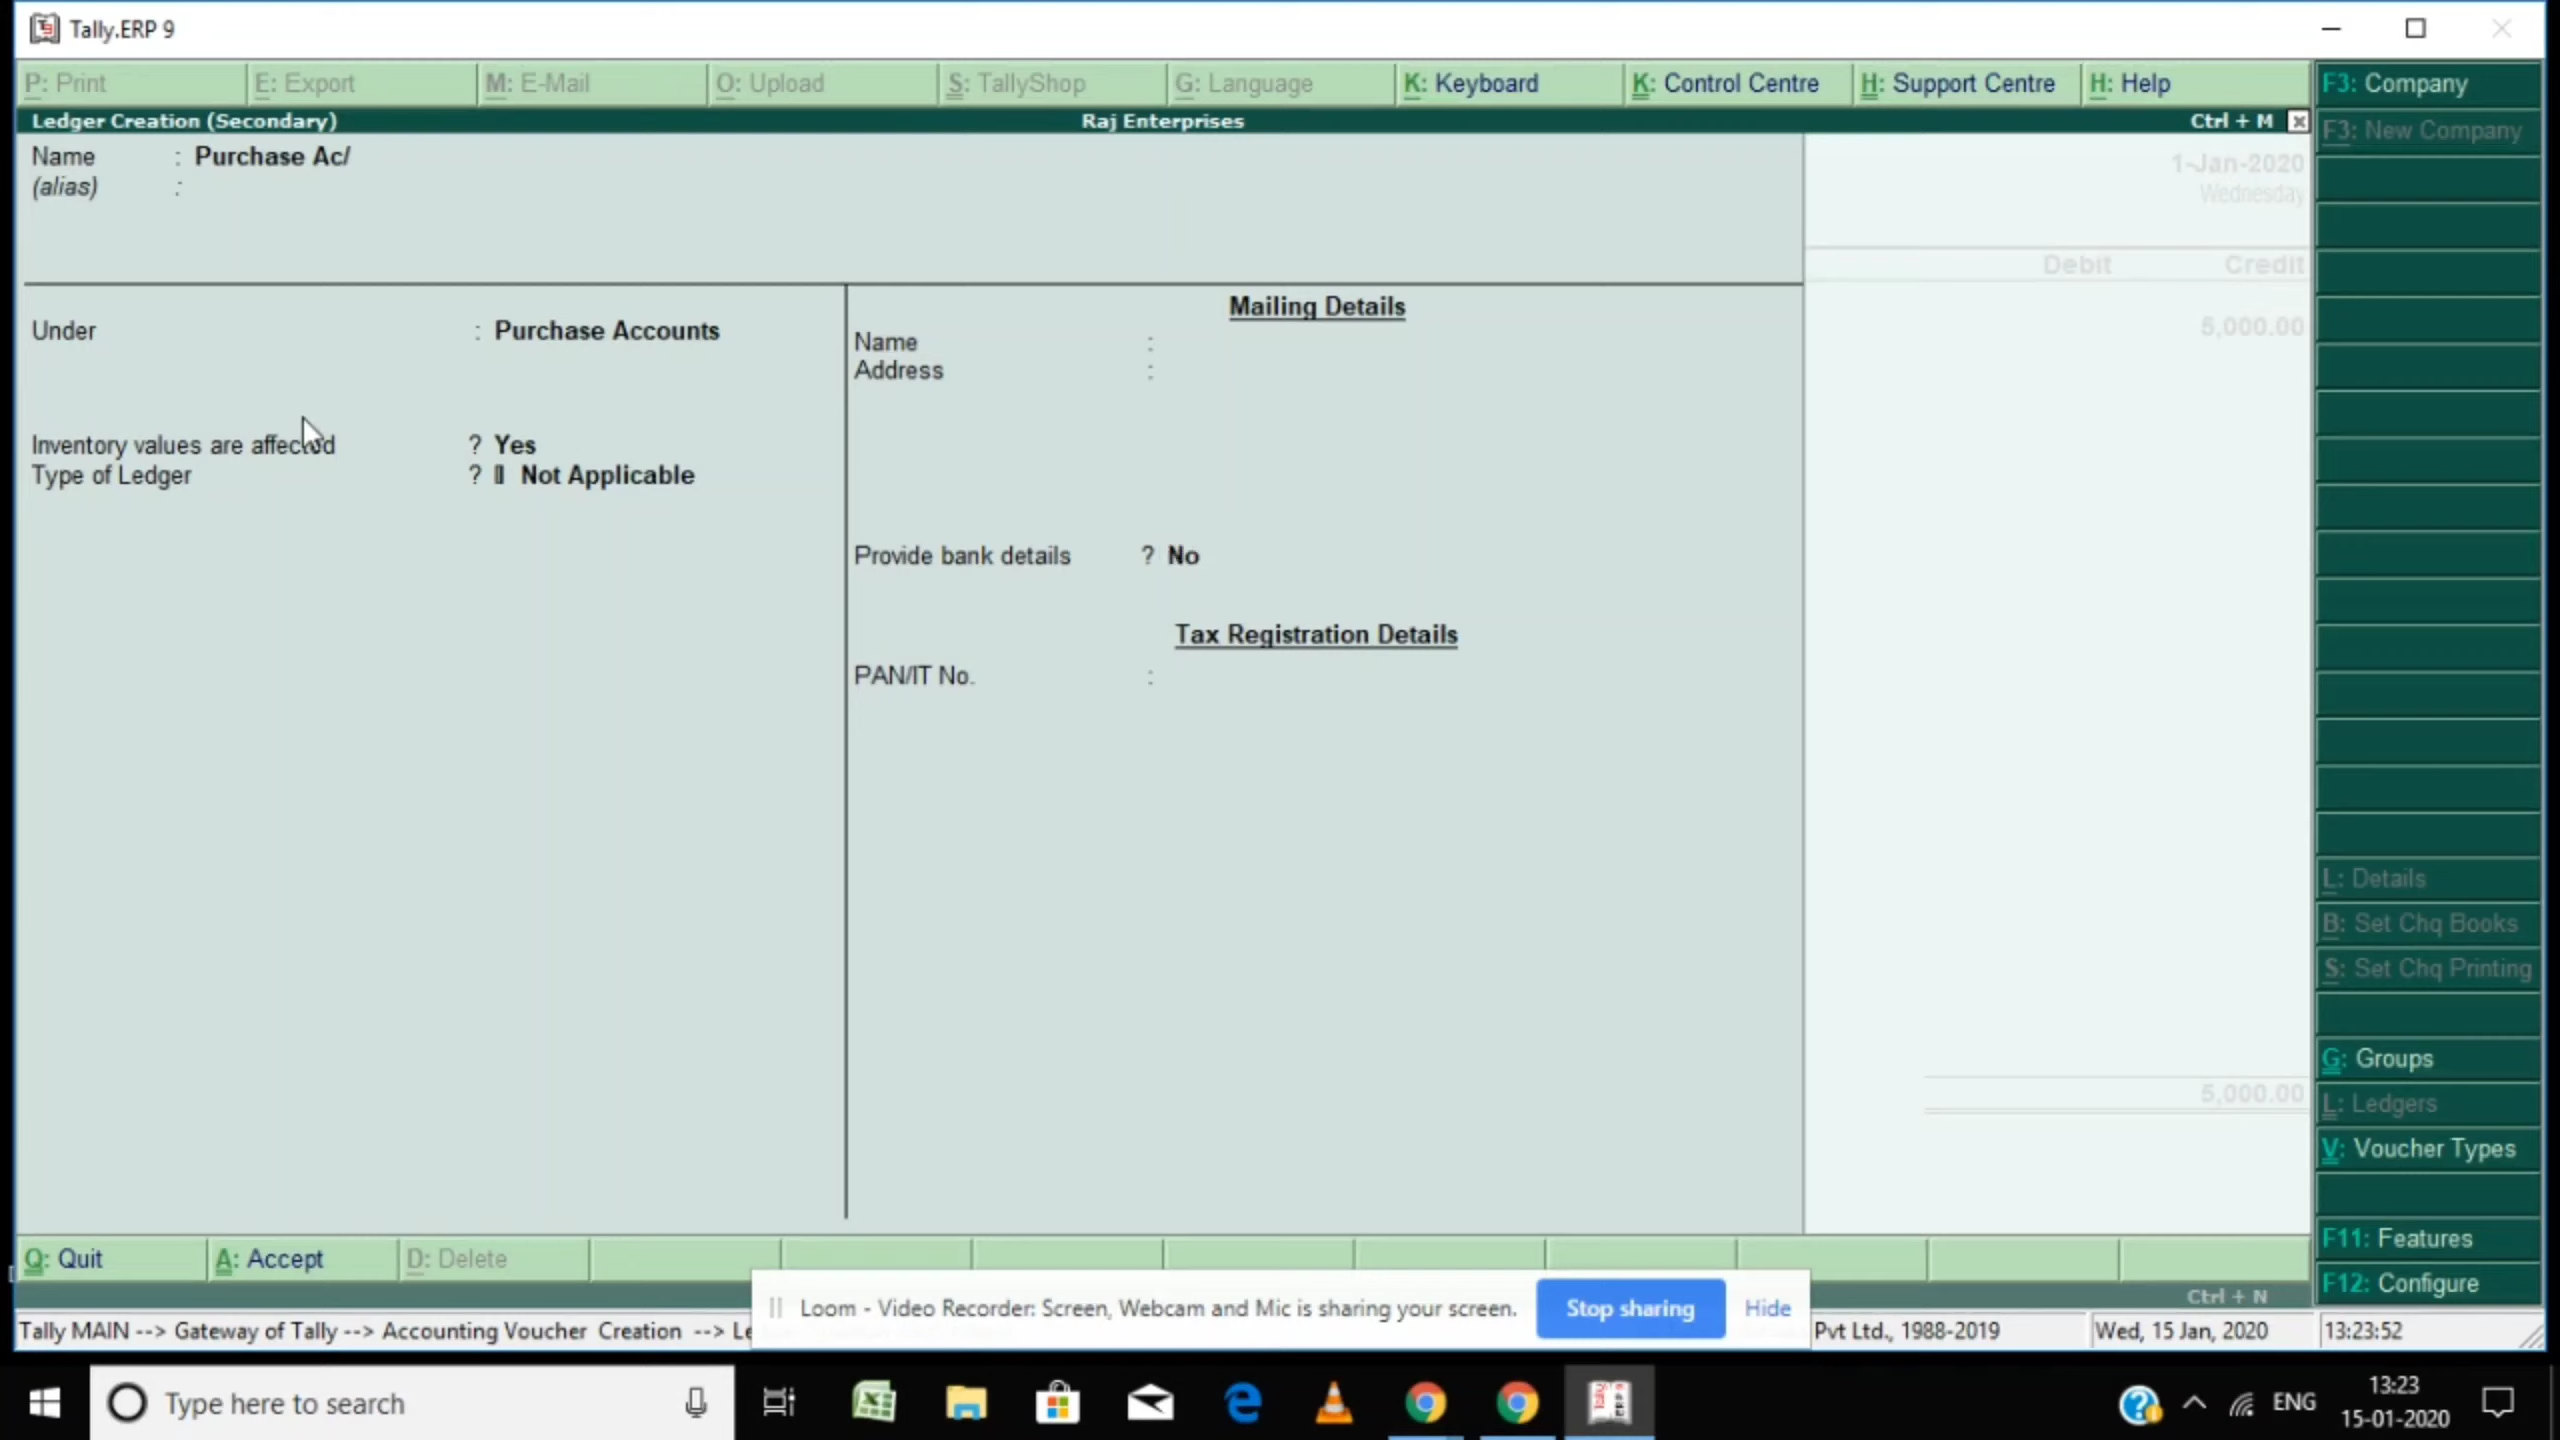 Tally.ERP 9
P: Print E: Export M: E-Mail O: Upload S: TallyShop G: Language K: Keyboard K: Control Centre H: Support Centre H: Help
Ledger Creation (Secondary) Raj Enterprises Ctrl + M
Name : Purchase Ac/
(alias) :
Under : Purchase Accounts
Inventory values are affected ? Yes
Type of Ledger ? Not Applicable
Mailing Details
Name :
Address :
Provide bank details ? No
Tax Registration Details
PAN/IT No. :
1-Jan-2020
Wednesday
Debit Credit
5,000.00
5,000.00
F3: Company
F3: New Company
L: Details
B: Set Chq Books
S: Set Chq Printing
G: Groups
L: Ledgers
V: Voucher Types
F11: Features
F12: Configure
Q: Quit A: Accept D: Delete
Ctrl + N
Loom - Video Recorder: Screen, Webcam and Mic is sharing your screen. Stop sharing Hide
Tally MAIN --> Gateway of Tally --> Accounting Voucher Creation --> Le Pvt Ltd., 1988-2019 Wed, 15 Jan, 2020 13:23:52
Type here to search
ENG
13:23
15-01-2020